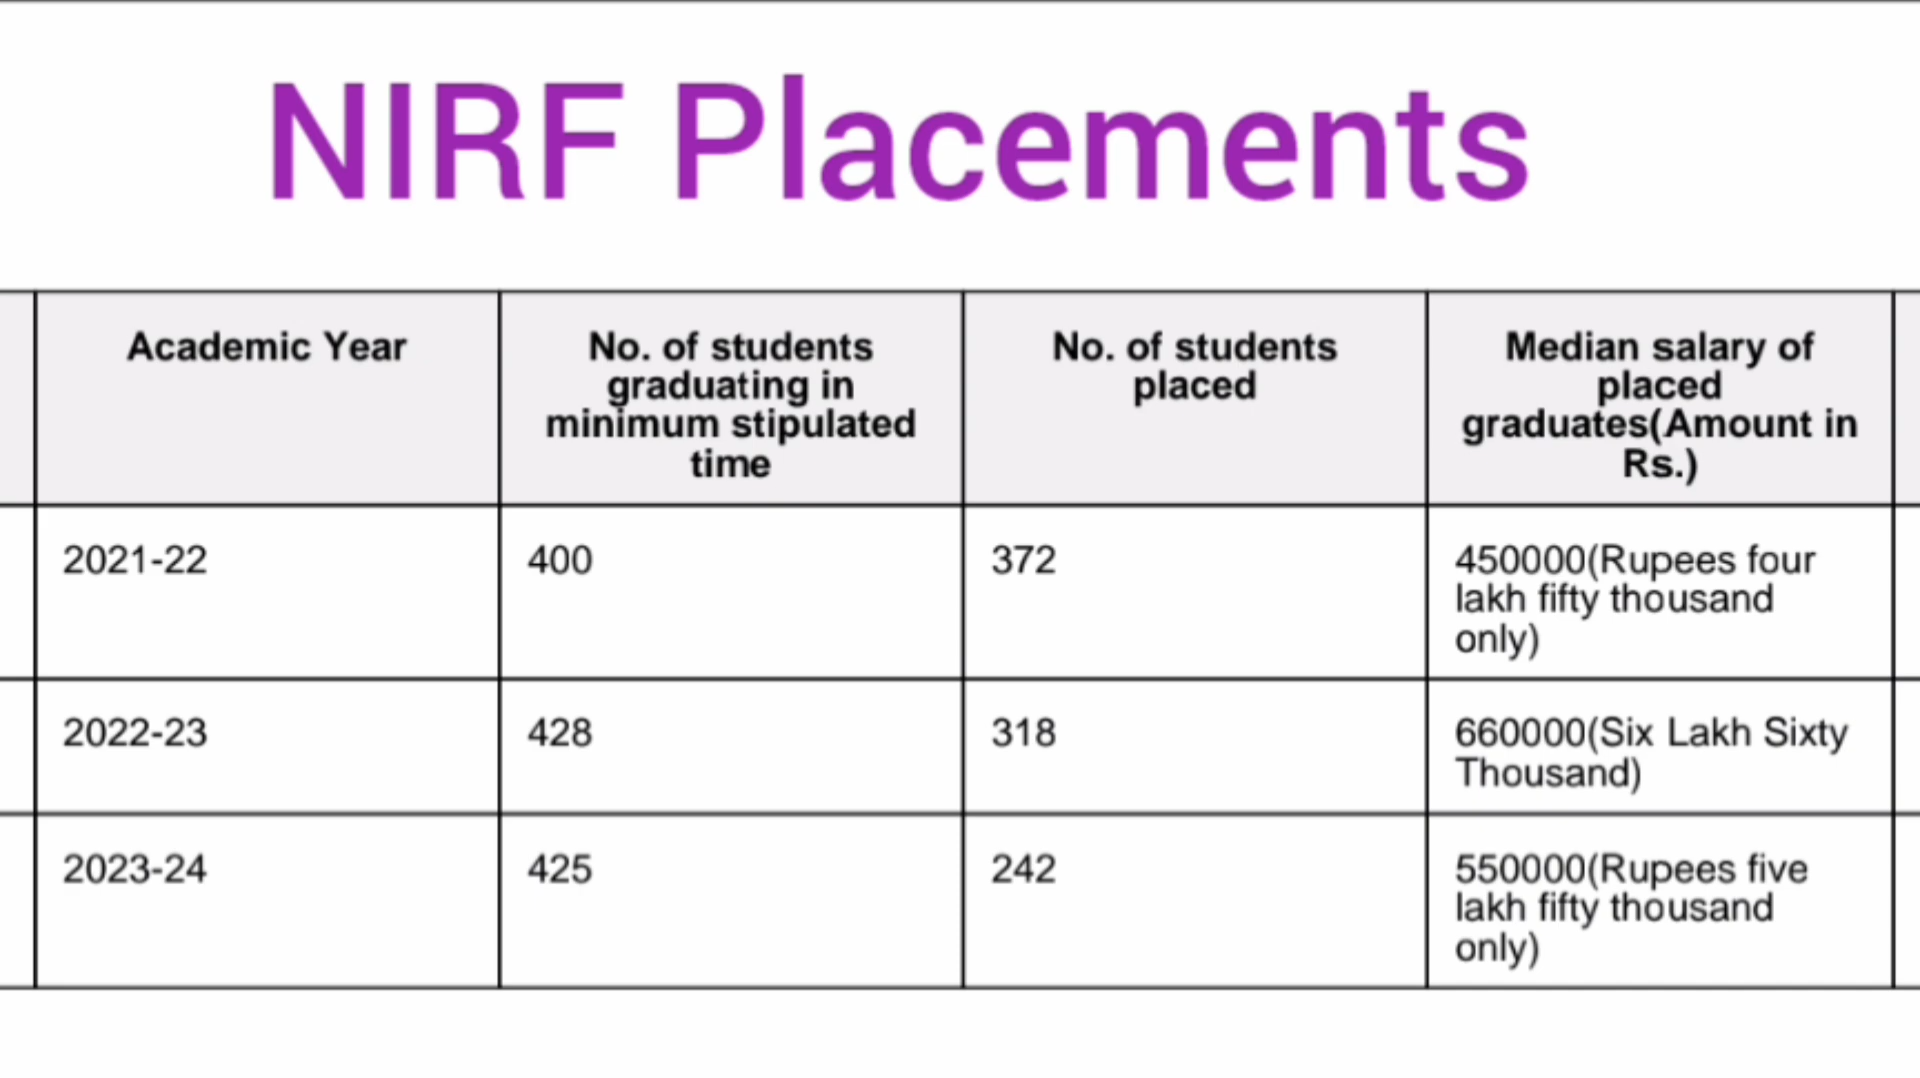 NIRF Placements
Academic Year
No. of students
graduating in
minimum stipulated
time
No. of students
placed
Median salary of
placed
graduates(Amount in
Rs.)
2021-22
400
372
450000(Rupees four
lakh fifty thousand
only)
2022-23
428
318
660000(Six Lakh Sixty
Thousand)
2023-24
425
242
550000(Rupees five
lakh fifty thousand
only)